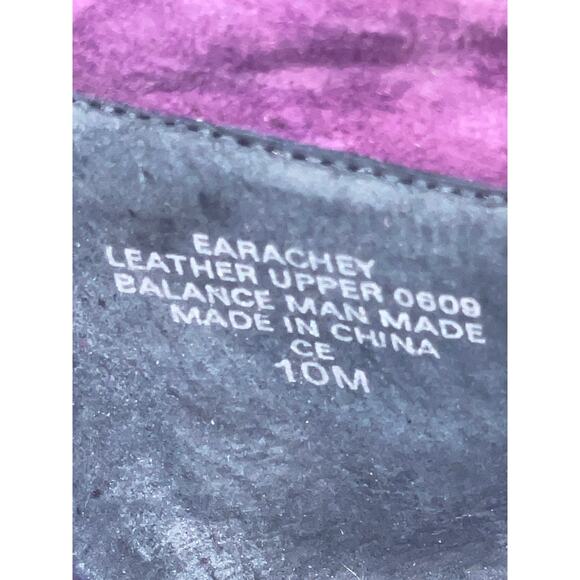 EARACHEY
LEATHER UPPER 0609
BALANCE MAN MADE
MADE IN CHINA
CE
10M